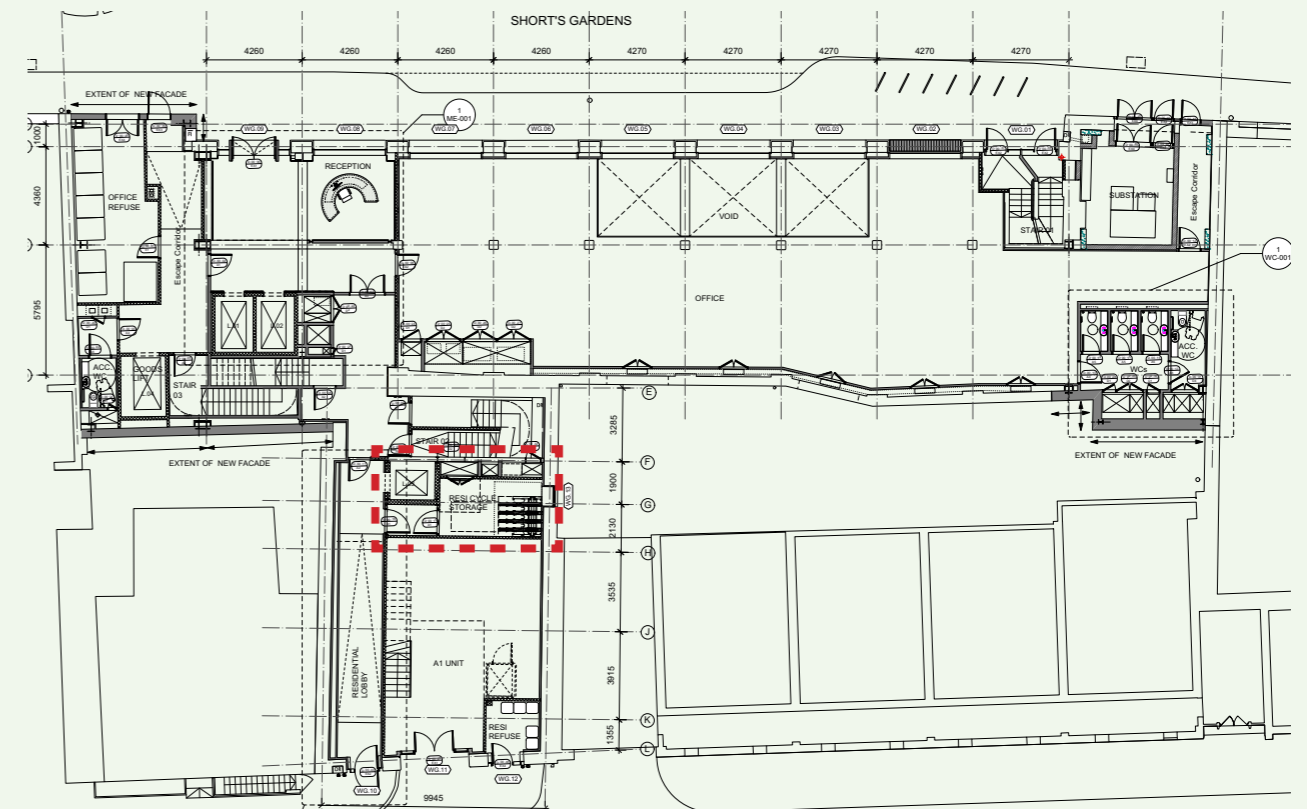 SHORT'S GARDENS
4260
4260
4260
4260
4270
4270
4270
4270
4270
EXTENT OF NEW FACADE
1
ME-001
WG.09
WG.08
WG.07
WG.06
WG.05
WG.04
WG.03
WG.02
WG.01
1000
4360
5795
RECEPTION
OFFICE
REFUSE
Escape Corridor
VOID
STAIR 01
SUBSTATION
Escape Corridor
1
WC-001
OFFICE
ACC.
WC
GOODS
LIFT
STAIR
03
ACC.
WC
WCs
E
3285
STAIR 02
EXTENT OF NEW FACADE
EXTENT OF NEW FACADE
F
1900
RESI CYCLE
STORAGE
WG.13
G
2130
H
3535
J
A1 UNIT
RESIDENTIAL
LOBBY
3915
K
RESI
REFUSE
1355
L
WG.11
WG.12
WG.10
9945